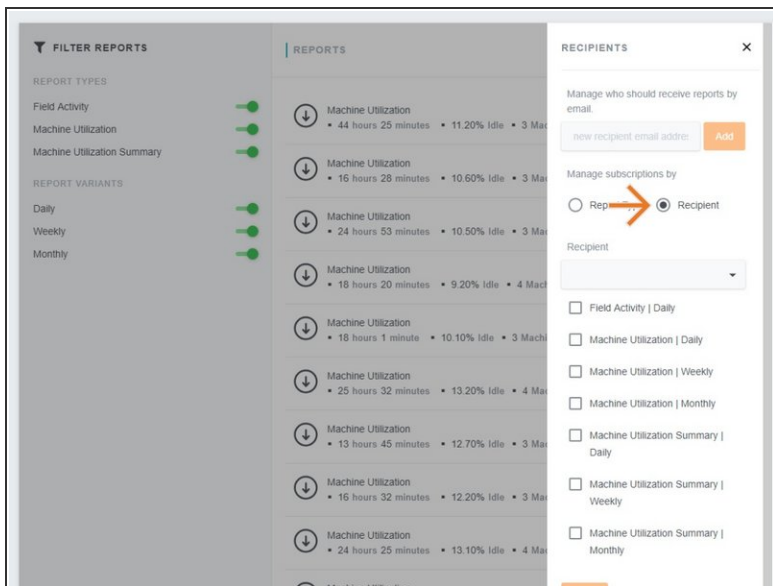 FILTER REPORTS
REPORT TYPES
Field Activity
Machine Utilization
Machine Utilization Summary
REPORT VARIANTS
Daily
Weekly
Monthly
REPORTS
Machine Utilization
• 44 hours 25 minutes • 11.20% Idle • 3 Mac
Machine Utilization
• 16 hours 28 minutes • 10.60% Idle • 3 Mac
Machine Utilization
• 24 hours 53 minutes • 10.50% Idle • 3 Mac
Machine Utilization
• 18 hours 20 minutes • 9.20% Idle • 4 Mach
Machine Utilization
• 18 hours 1 minute • 10.10% Idle • 3 Machi
Machine Utilization
• 25 hours 32 minutes • 13.20% Idle • 4 Mac
Machine Utilization
• 13 hours 45 minutes • 12.70% Idle • 3 Mac
Machine Utilization
• 16 hours 32 minutes • 12.20% Idle • 3 Mac
Machine Utilization
• 24 hours 25 minutes • 13.10% Idle • 4 Mac
RECIPIENTS
Manage who should receive reports by
email.
new recipient email addres
Add
Manage subscriptions by
Recipient
Recipient
Field Activity | Daily
Machine Utilization | Daily
Machine Utilization | Weekly
Machine Utilization | Monthly
Machine Utilization Summary |
Daily
Machine Utilization Summary |
Weekly
Machine Utilization Summary |
Monthly